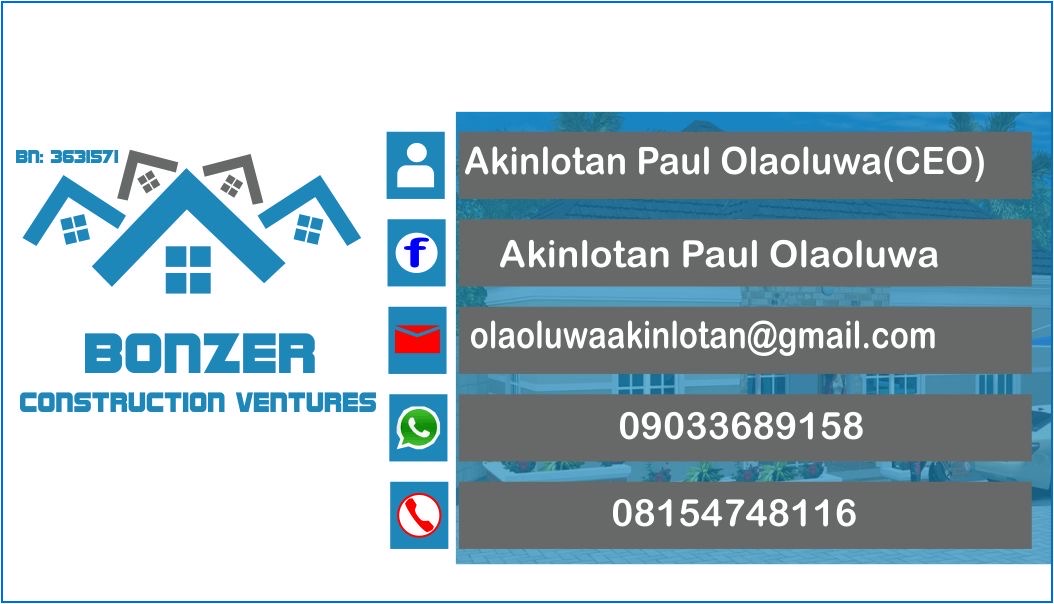 BN: 3631571
BONZER
CONSTRUCTION VENTURES
Akinlotan Paul Olaoluwa(CEO)
f
Akinlotan Paul Olaoluwa
olaoluwaakinlotan@gmail.com
09033689158
08154748116